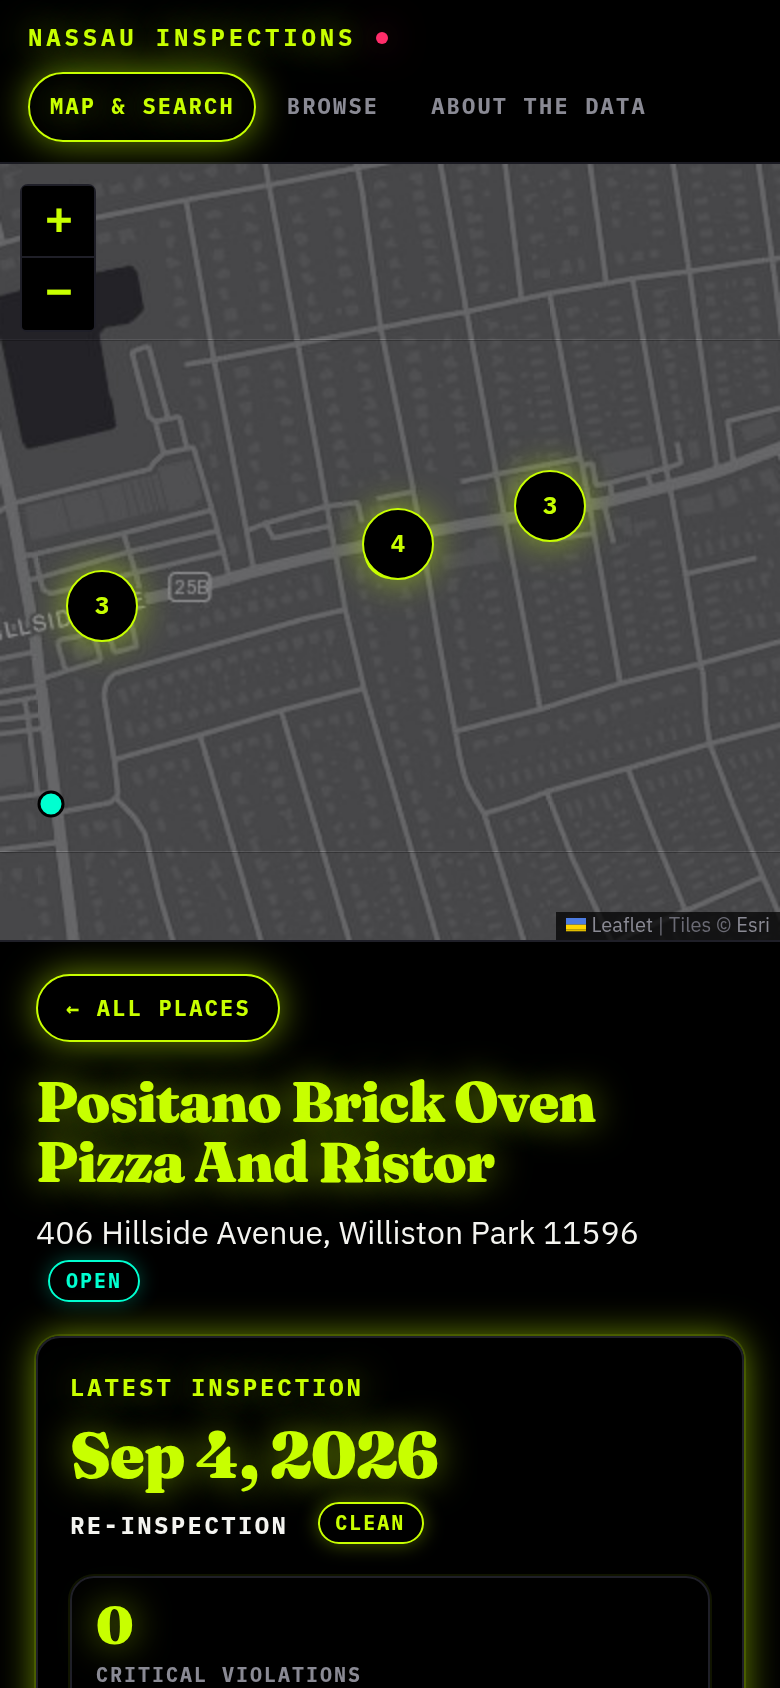 NASSAU INSPECTIONS
MAP & SEARCH
BROWSE
ABOUT THE DATA
+
−
3
4
3
25B
Leaflet | Tiles © Esri
← ALL PLACES
Positano Brick Oven
Pizza And Ristor
406 Hillside Avenue, Williston Park 11596
OPEN
LATEST INSPECTION
Sep 4, 2026
RE-INSPECTION
CLEAN
0
CRITICAL VIOLATIONS